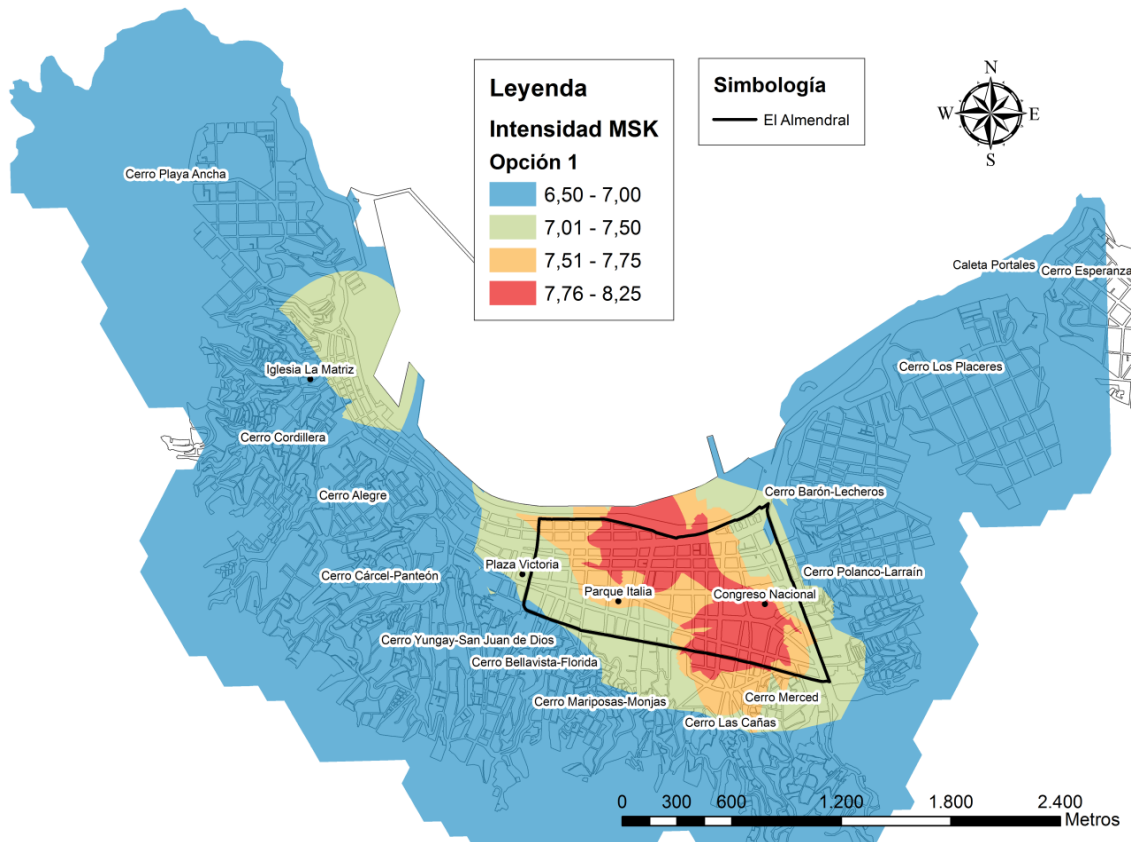 Leyenda
Intensidad MSK
Opción 1
6,50 - 7,00
7,01 - 7,50
7,51 - 7,75
7,76 - 8,25
Simbología
El Almendral
N
W E
S
Cerro Playa Ancha
Caleta Portales
Cerro Esperanza
Iglesia La Matriz
Cerro Los Placeres
Cerro Cordillera
Cerro Alegre
Cerro Barón-Lecheros
Plaza Victoria
Cerro Cárcel-Panteón
Cerro Polanco-Larraín
Parque Italia
Congreso Nacional
Cerro Yungay-San Juan de Dios
Cerro Bellavista-Florida
Cerro Mariposas-Monjas
Cerro Merced
Cerro Las Cañas
0 300 600 1.200 1.800 2.400
Metros